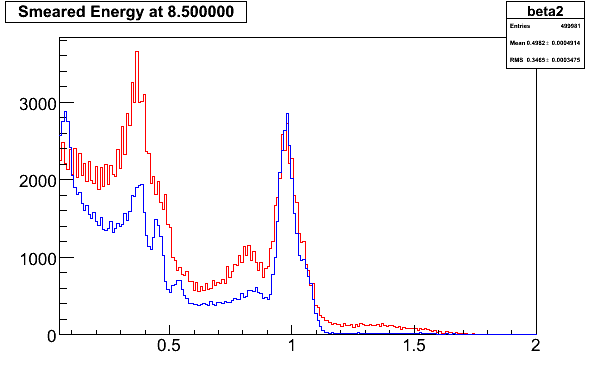 Smeared Energy at 8.500000
beta2
Entries 499981
Mean 0.4982 ± 0.0004914
RMS 0.3465 ± 0.0003475
3000
2000
1000
0
0.5
1
1.5
2